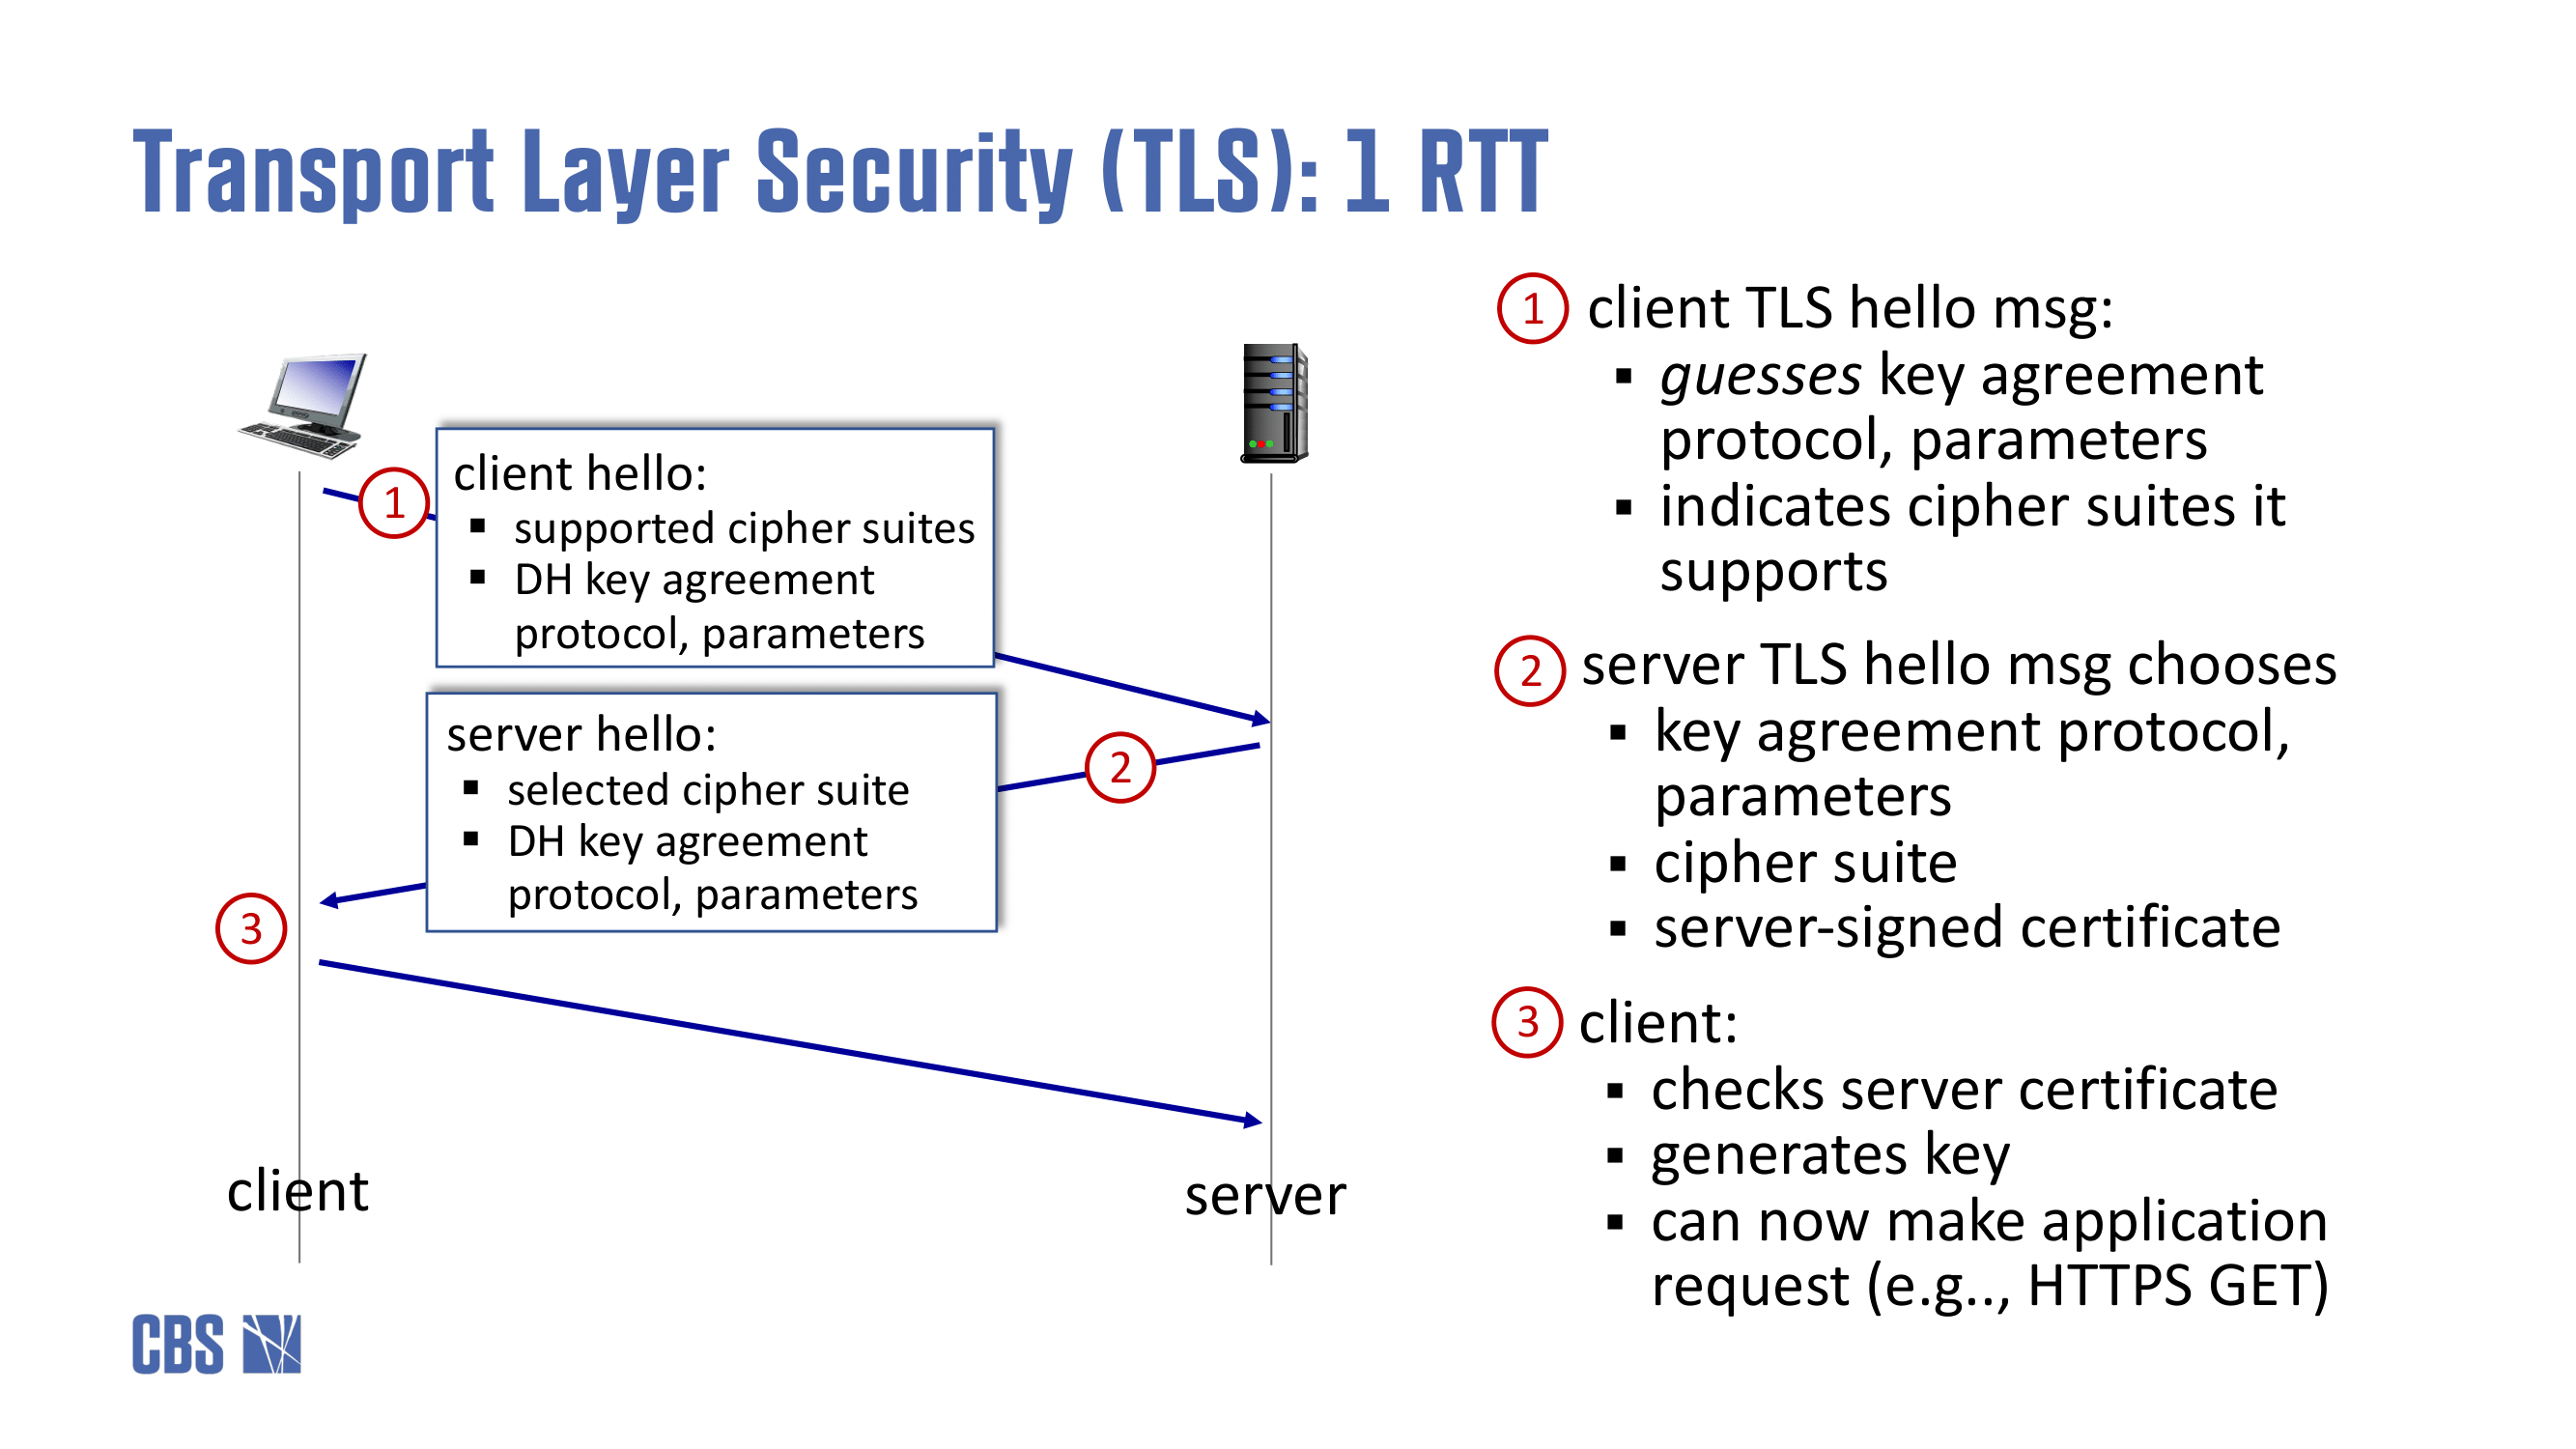 Transport Layer Security (TLS): 1 RTT
1
client hello:
▪ supported cipher suites
▪ DH key agreement
protocol, parameters
server hello:
▪ selected cipher suite
▪ DH key agreement
protocol, parameters
2
3
client
server
1 client TLS hello msg:
▪ guesses key agreement
protocol, parameters
▪ indicates cipher suites it
supports
2 server TLS hello msg chooses
▪ key agreement protocol,
parameters
▪ cipher suite
▪ server-signed certificate
3 client:
▪ checks server certificate
▪ generates key
▪ can now make application
request (e.g.., HTTPS GET)
CBS